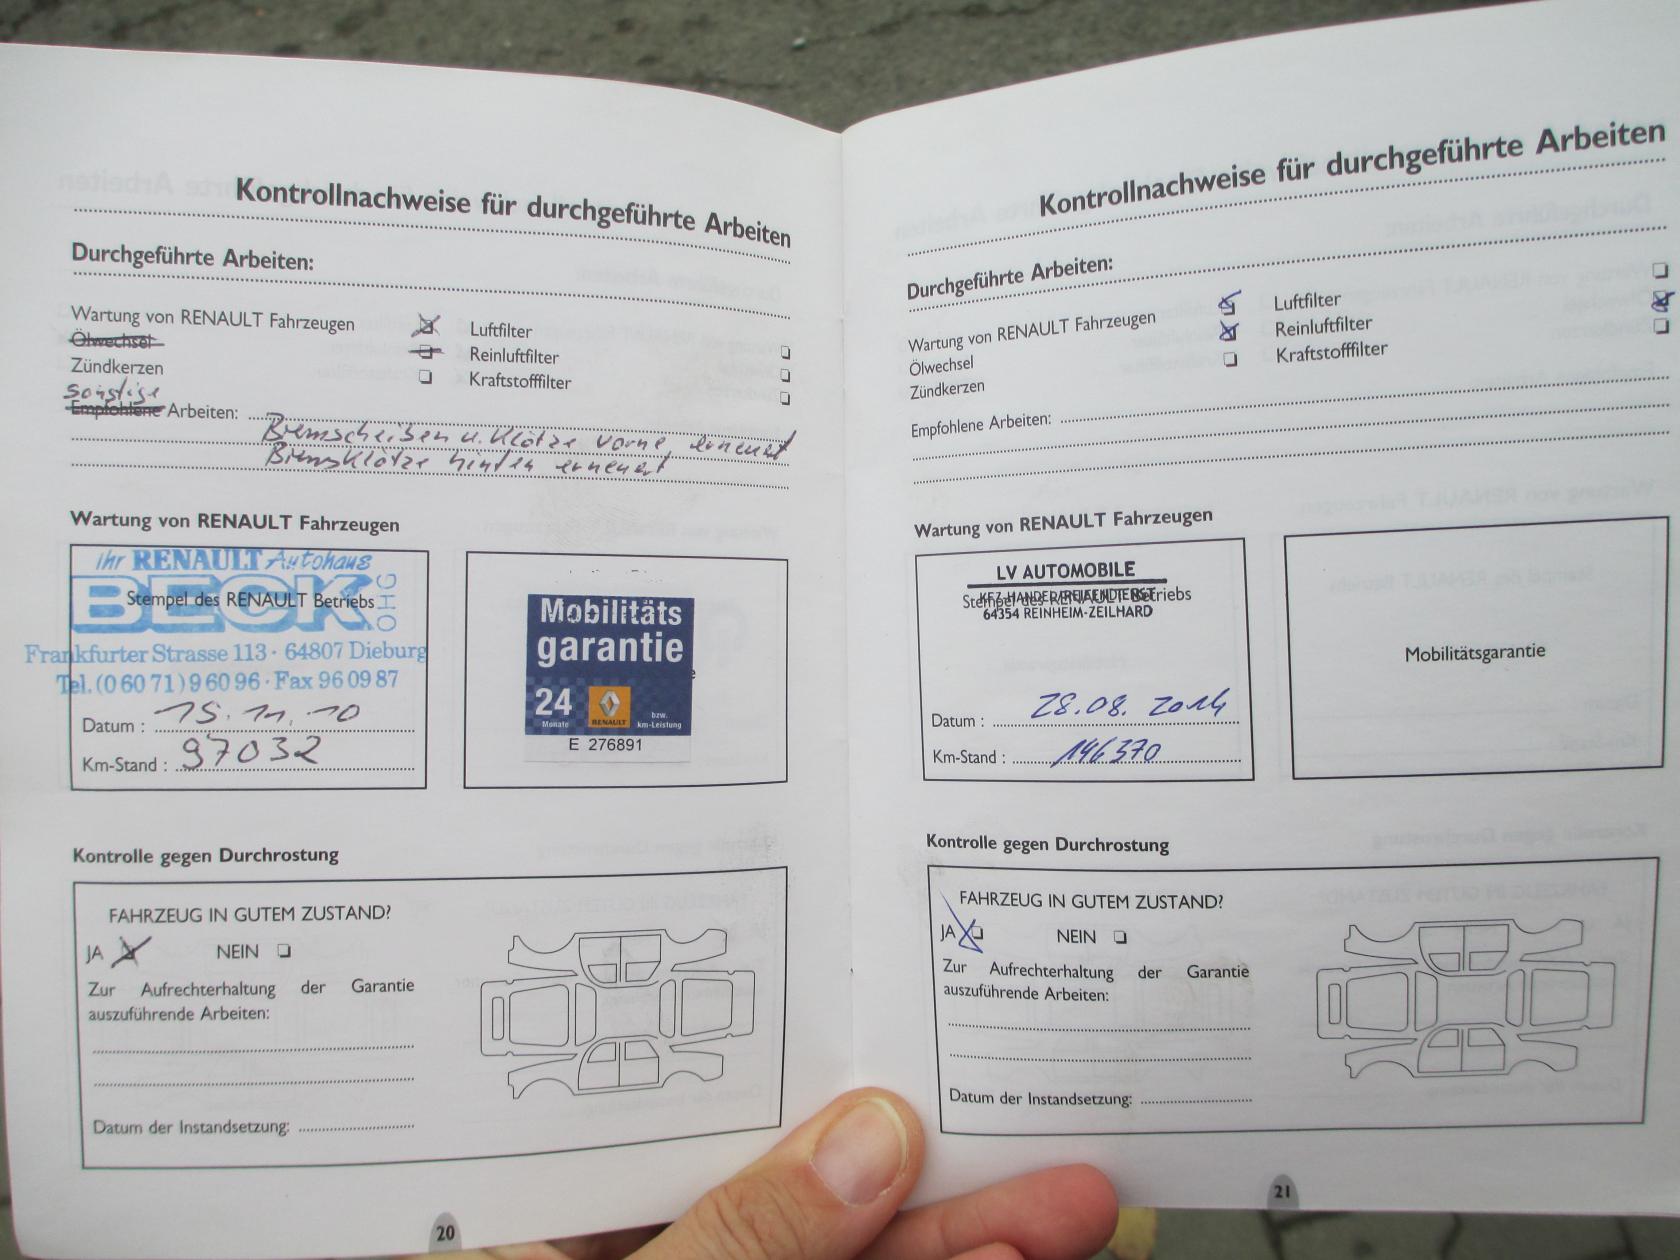 Kontrollnachweise für durchgeführte Arbeiten
Durchgeführte Arbeiten:
Wartung von RENAULT Fahrzeugen
Luftfilter
Ölwechsel
Reinluftfilter
Zündkerzen
Kraftstofffilter
sonstige
Empfohlene Arbeiten:
Bremsscheiben u. Klötze vorne, erneuert
Bremsklötze hinten erneuert
Wartung von RENAULT Fahrzeugen
Ihr RENAULT Autohaus
BECK OHG
Stempel des RENAULT Betriebs
Frankfurter Strasse 113 · 64807 Dieburg
Tel. (0 60 71) 9 60 96 · Fax 96 09 87
Datum : 15.11.10
Km-Stand : 97032
Mobilitäts
garantie
24
Monate
RENAULT
bzw.
km-Leistung
E 276891
Kontrolle gegen Durchrostung
FAHRZEUG IN GUTEM ZUSTAND?
JA NEIN
Zur Aufrechterhaltung der Garantie
auszuführende Arbeiten:
Datum der Instandsetzung:
20
Kontrollnachweise für durchgeführte Arbeiten
Durchgeführte Arbeiten:
Wartung von RENAULT Fahrzeugen
Luftfilter
Ölwechsel
Reinluftfilter
Zündkerzen
Kraftstofffilter
Empfohlene Arbeiten:
Wartung von RENAULT Fahrzeugen
LV AUTOMOBILE
Stempel des RENAULT Betriebs
64354 REINHEIM-ZEILHARD
Datum : 28.08.2014
Km-Stand : 146370
Mobilitätsgarantie
Kontrolle gegen Durchrostung
FAHRZEUG IN GUTEM ZUSTAND?
JA NEIN
Zur Aufrechterhaltung der Garantie
auszuführende Arbeiten:
Datum der Instandsetzung:
21